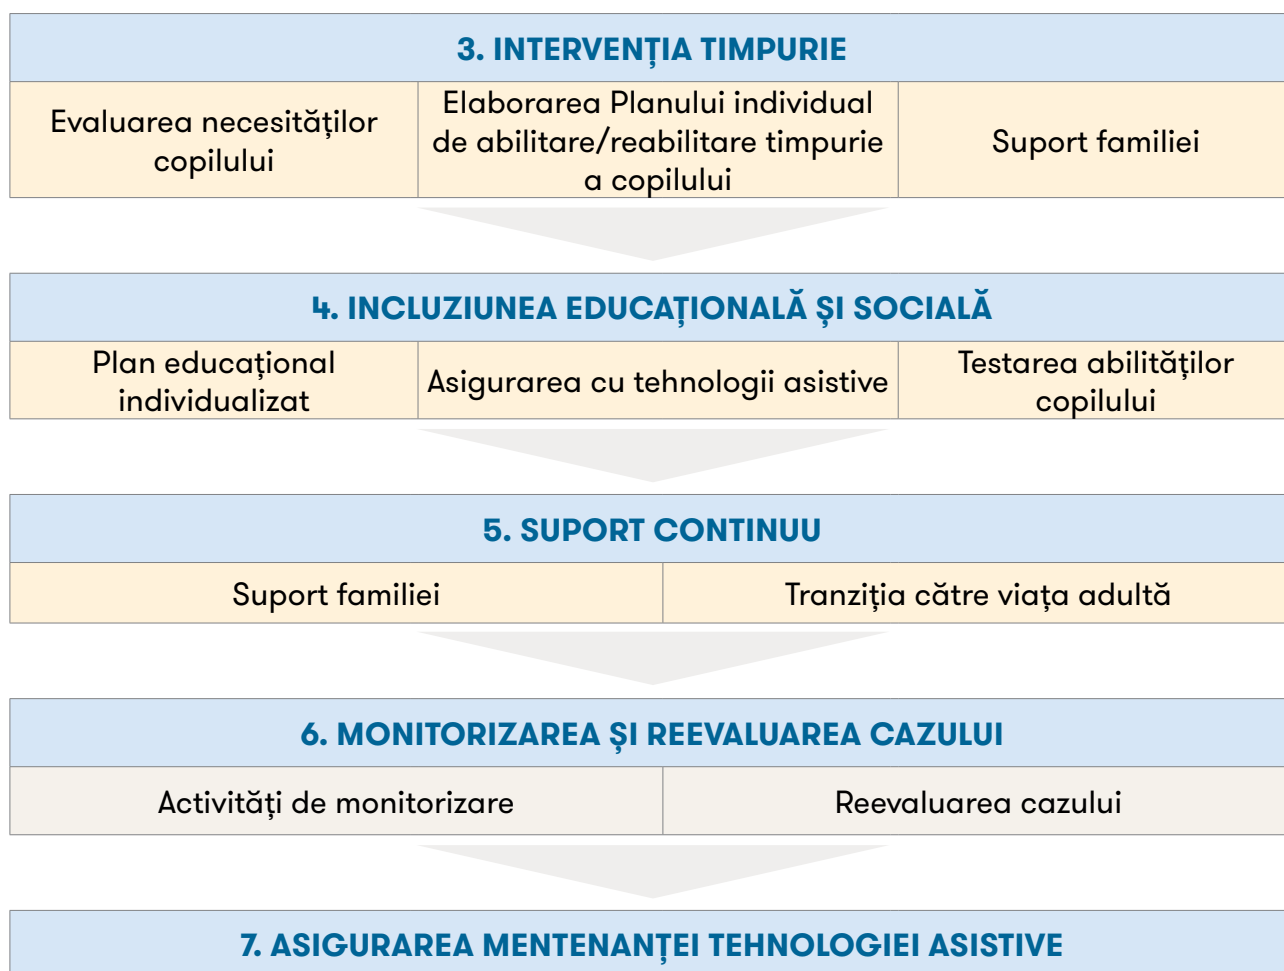 3. INTERVENȚIA TIMPURIE
Evaluarea necesităților
copilului
Elaborarea Planului individual
de abilitare/reabilitare timpurie
a copilului
Suport familiei
4. INCLUZIUNEA EDUCAȚIONALĂ ȘI SOCIALĂ
Plan educațional
individualizat
Asigurarea cu tehnologii asistive
Testarea abilităților
copilului
5. SUPORT CONTINUU
Suport familiei
Tranziția către viața adultă
6. MONITORIZAREA ȘI REEVALUAREA CAZULUI
Activități de monitorizare
Reevaluarea cazului
7. ASIGURAREA MENTENANȚEI TEHNOLOGIEI ASISTIVE